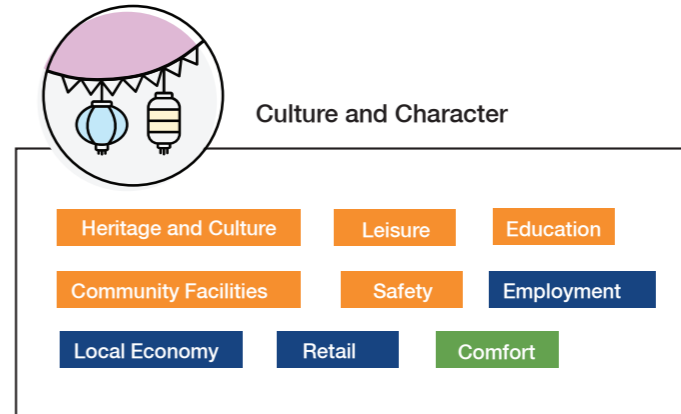 Culture and Character
Heritage and Culture
Leisure
Education
Community Facilities
Safety
Employment
Local Economy
Retail
Comfort